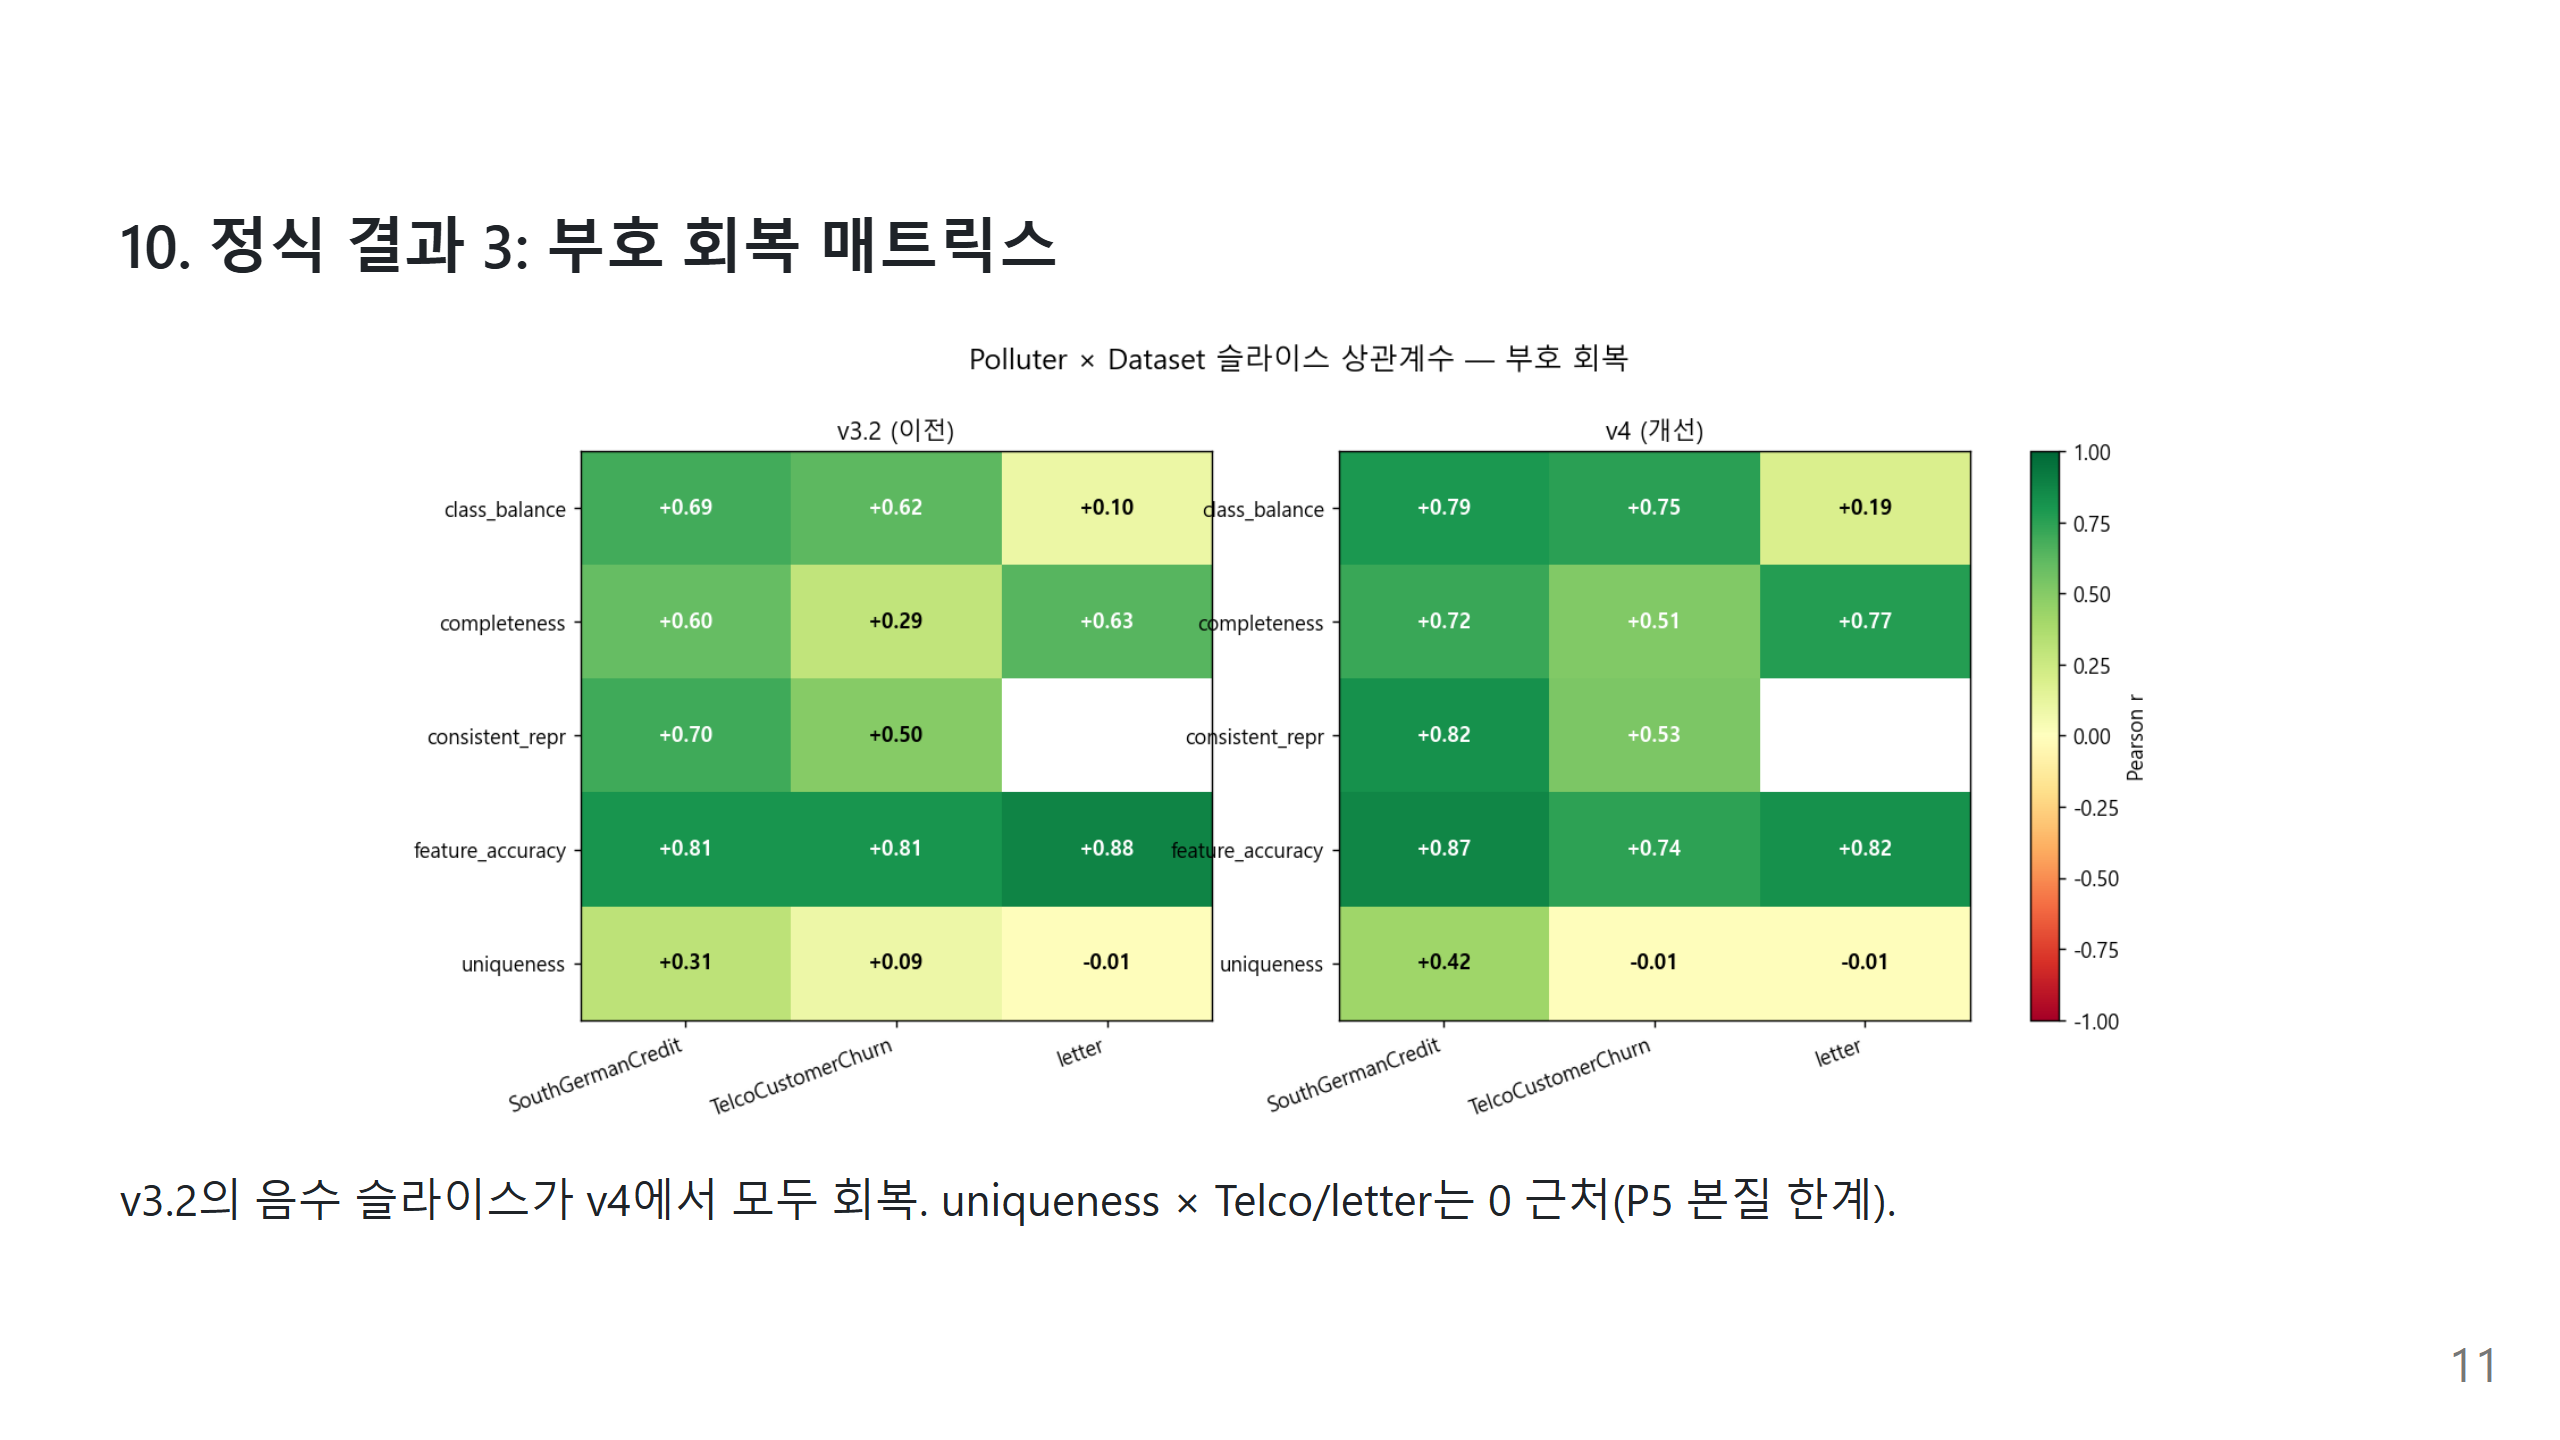 10. 정식 결과 3: 부호 회복 매트릭스
Polluter × Dataset 슬라이스 상관계수 — 부호 회복
v3.2 (이전)
class_balance +0.69 +0.62 +0.10
completeness +0.60 +0.29 +0.63
consistent_repr +0.70 +0.50
feature_accuracy +0.81 +0.81 +0.88
uniqueness +0.31 +0.09 -0.01
SouthGermanCredit TelcoCustomerChurn letter
v4 (개선)
class_balance +0.79 +0.75 +0.19
completeness +0.72 +0.51 +0.77
consistent_repr +0.82 +0.53
feature_accuracy +0.87 +0.74 +0.82
uniqueness +0.42 -0.01 -0.01
SouthGermanCredit TelcoCustomerChurn letter
1.00
0.75
0.50
0.25
0.00
-0.25
-0.50
-0.75
-1.00
Pearson r
v3.2의 음수 슬라이스가 v4에서 모두 회복. uniqueness × Telco/letter는 0 근처(P5 본질 한계).
11